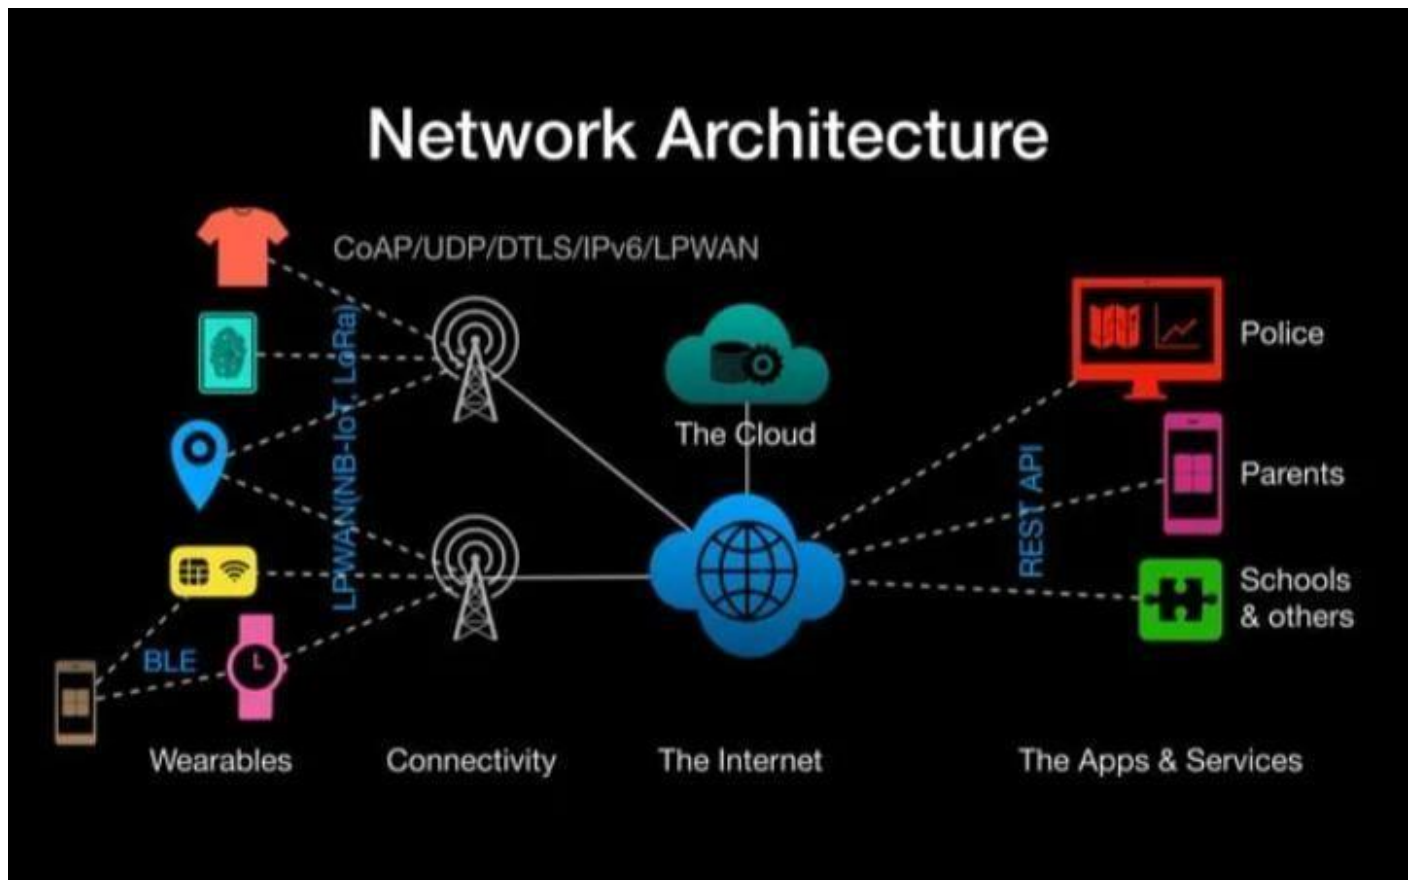 Network Architecture
CoAP/UDP/DTLS/IPv6/LPWAN
LPWAN(NB-IoT, LoRa)
BLE
The Cloud
REST API
Police
Parents
Schools
& others
Wearables
Connectivity
The Internet
The Apps & Services